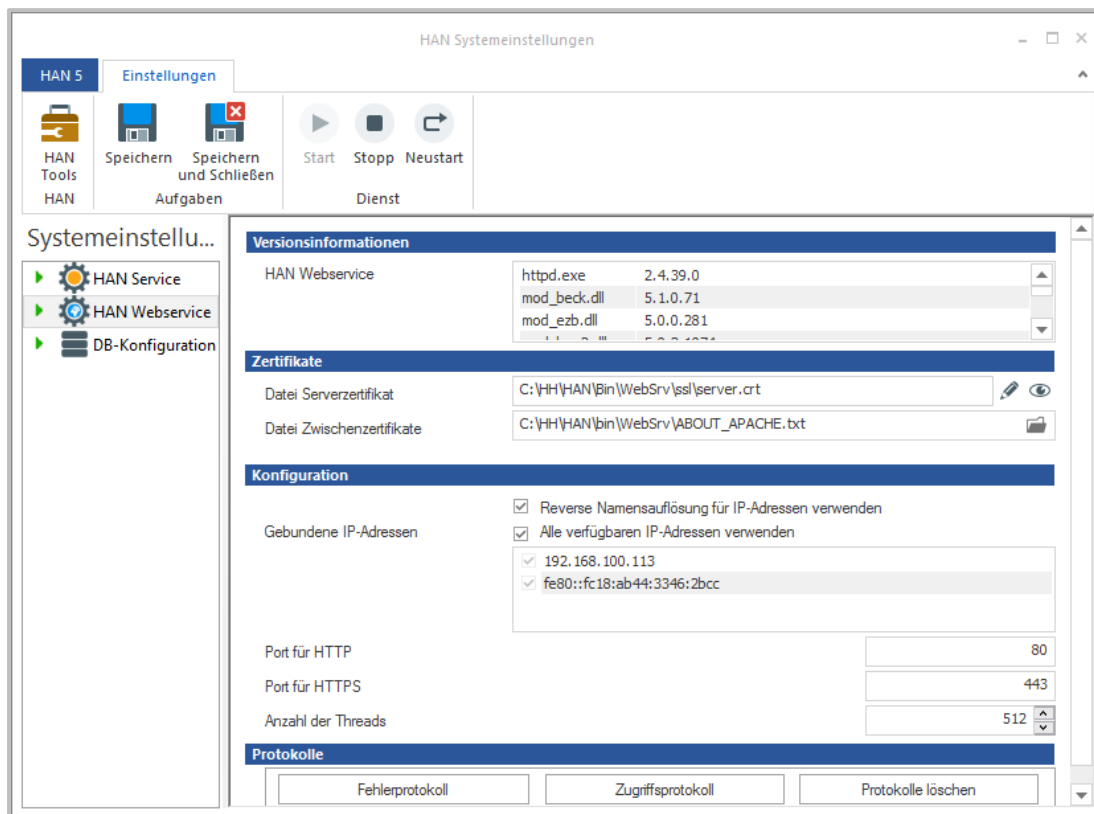 HAN Systemeinstellungen
HAN 5
Einstellungen
HAN Tools
Speichern
Speichern und Schließen
Start
Stopp
Neustart
HAN
Aufgaben
Dienst
Systemeinstellu...
HAN Service
HAN Webservice
DB-Konfiguration
Versionsinformationen
HAN Webservice
httpd.exe 2.4.39.0
mod_beck.dll 5.1.0.71
mod_ezb.dll 5.0.0.281
Zertifikate
Datei Serverzertifikat C:\HH\HAN\Bin\WebSrv\ssl\server.crt
Datei Zwischenzertifikate C:\HH\HAN\bin\WebSrv\ABOUT_APACHE.txt
Konfiguration
Reverse Namensauflösung für IP-Adressen verwenden
Gebundene IP-Adressen Alle verfügbaren IP-Adressen verwenden
192.168.100.113
fe80::fc18:ab44:3346:2bcc
Port für HTTP 80
Port für HTTPS 443
Anzahl der Threads 512
Protokolle
Fehlerprotokoll Zugriffsprotokoll Protokolle löschen